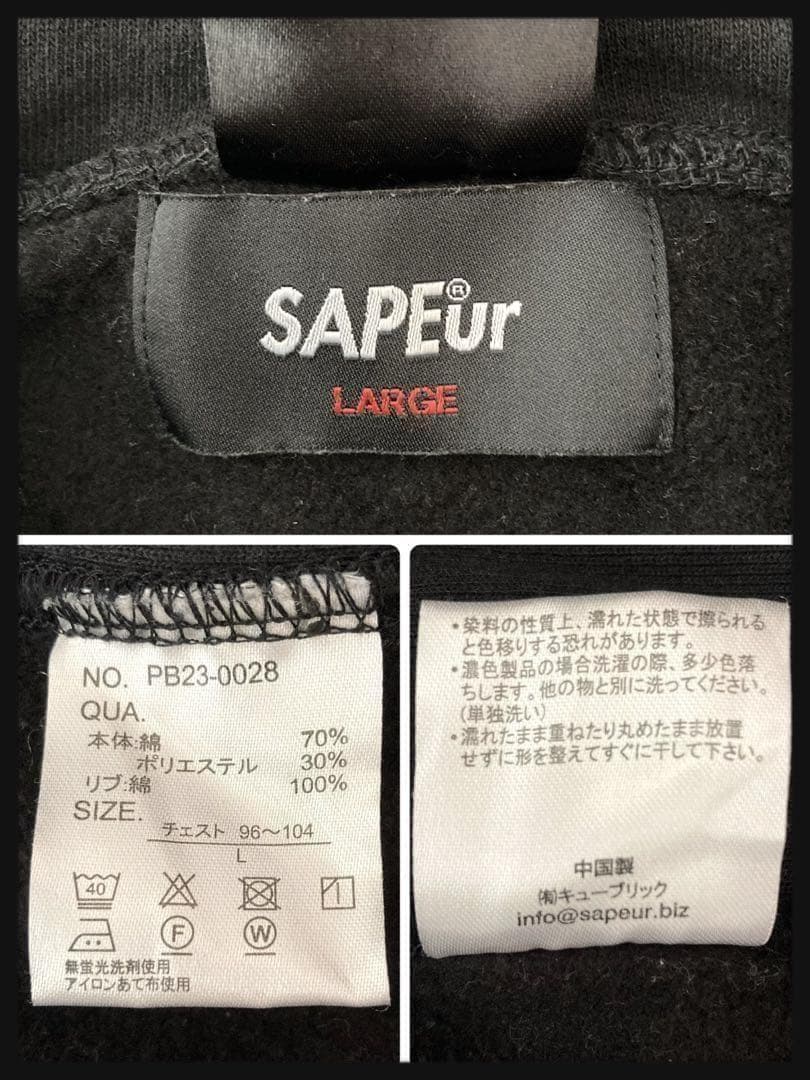 SAPEur®
LARGE
NO. PB23-0028
QUA.
本体:綿 70%
ポリエステル 30%
リブ:綿 100%
SIZE.
チェスト 96〜104
L
40
F
W
無蛍光洗剤使用
アイロンあて布使用
・染料の性質上、濡れた状態で擦られる
と色移りする恐れがあります。
・濃色製品の場合洗濯の際、多少色落
ちします。他の物と別に洗ってください。
(単独洗い)
・濡れたまま重ねたり丸めたまま放置
せずに形を整えてすぐに干して下さい。
中国製
㈲キューブリック
info@sapeur.biz